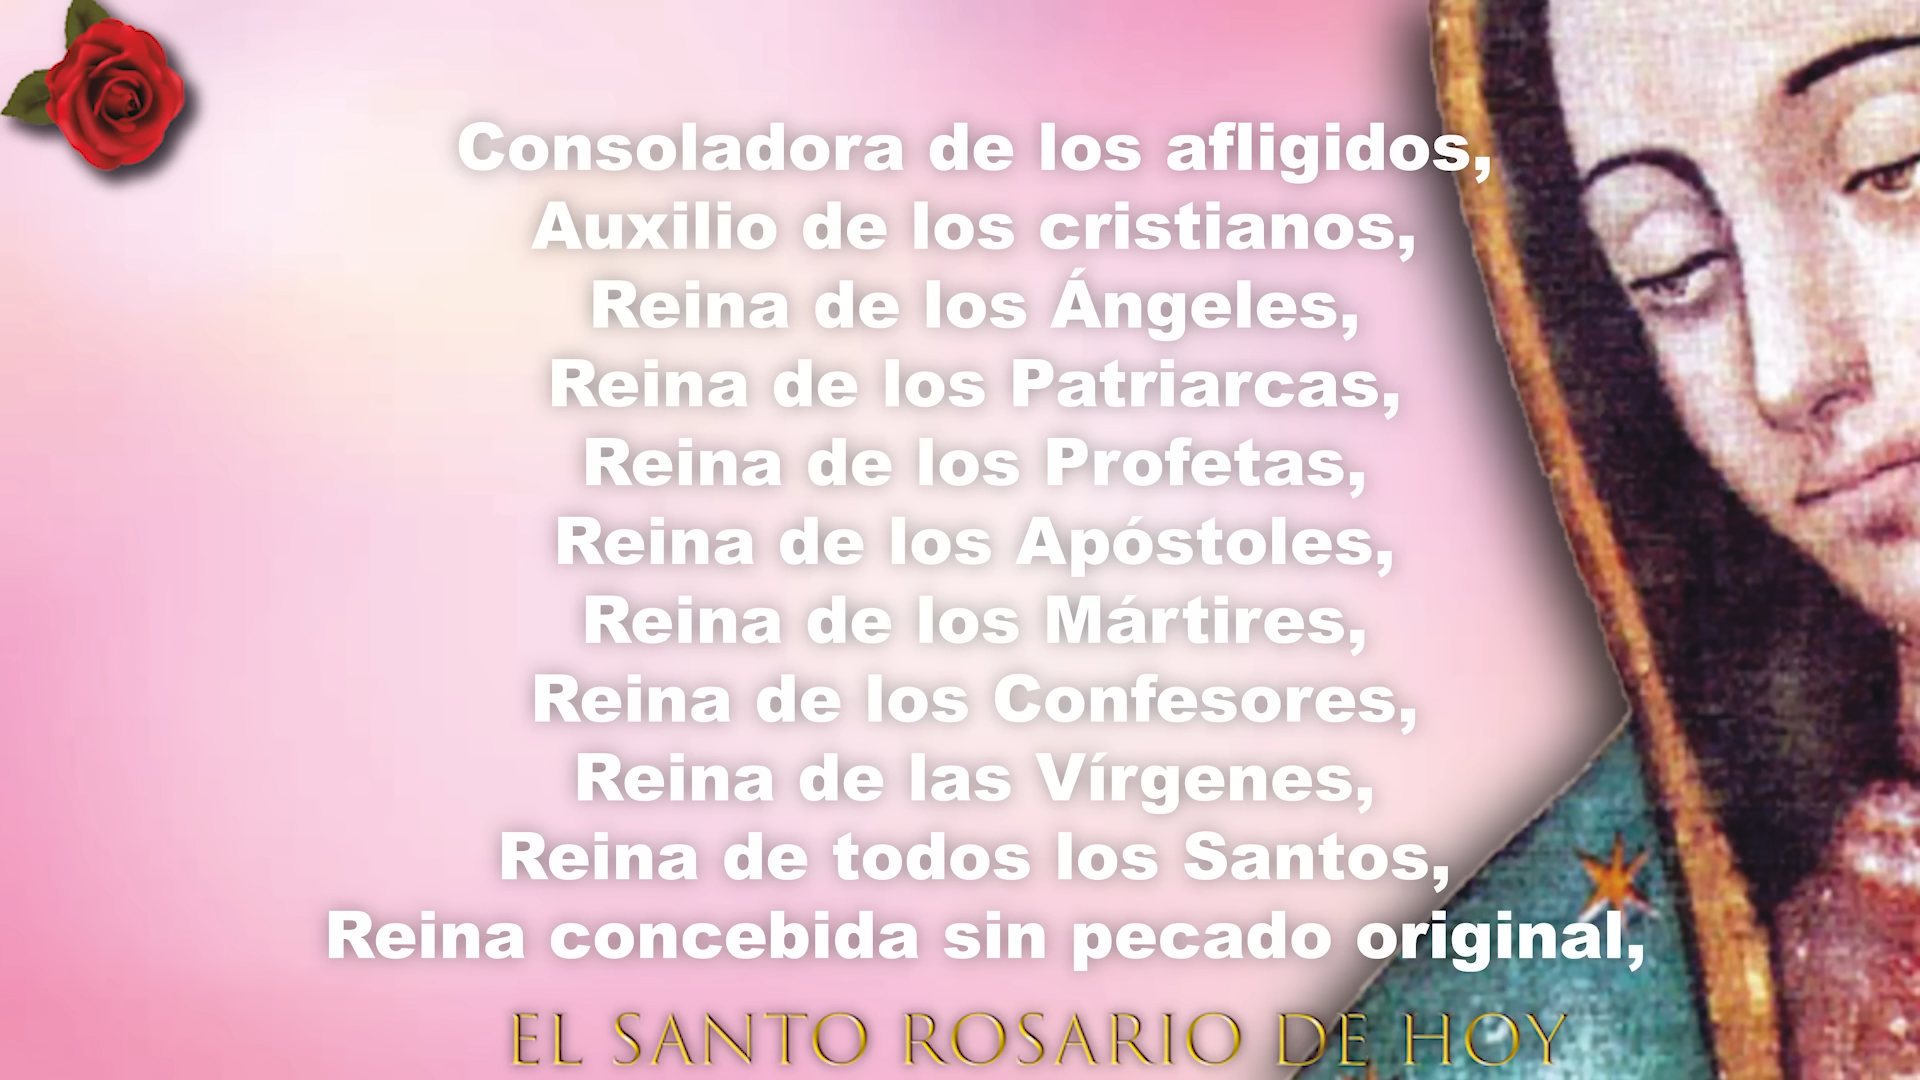 Consoladora de los afligidos,
Auxilio de los cristianos,
Reina de los Ángeles,
Reina de los Patriarcas,
Reina de los Profetas,
Reina de los Apóstoles,
Reina de los Mártires,
Reina de los Confesores,
Reina de las Vírgenes,
Reina de todos los Santos,
Reina concebida sin pecado original,
EL SANTO ROSARIO DE HOY